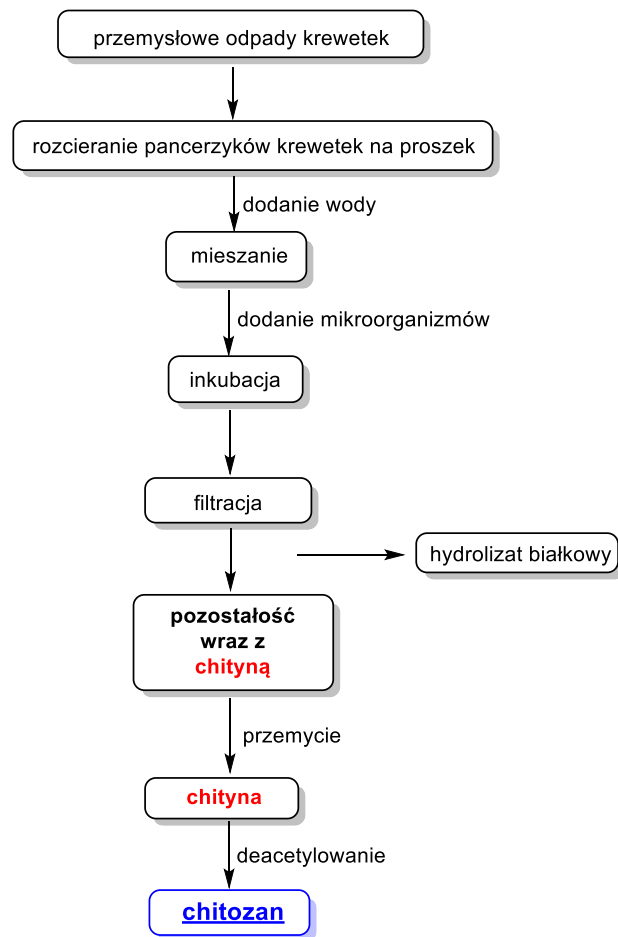 przemysłowe odpady krewetek
rozcieranie pancerzyków krewetek na proszek
dodanie wody
mieszanie
dodanie mikroorganizmów
inkubacja
filtracja
hydrolizat białkowy
pozostałość
wraz z
chityną
przemycie
chityna
deacetylowanie
chitozan